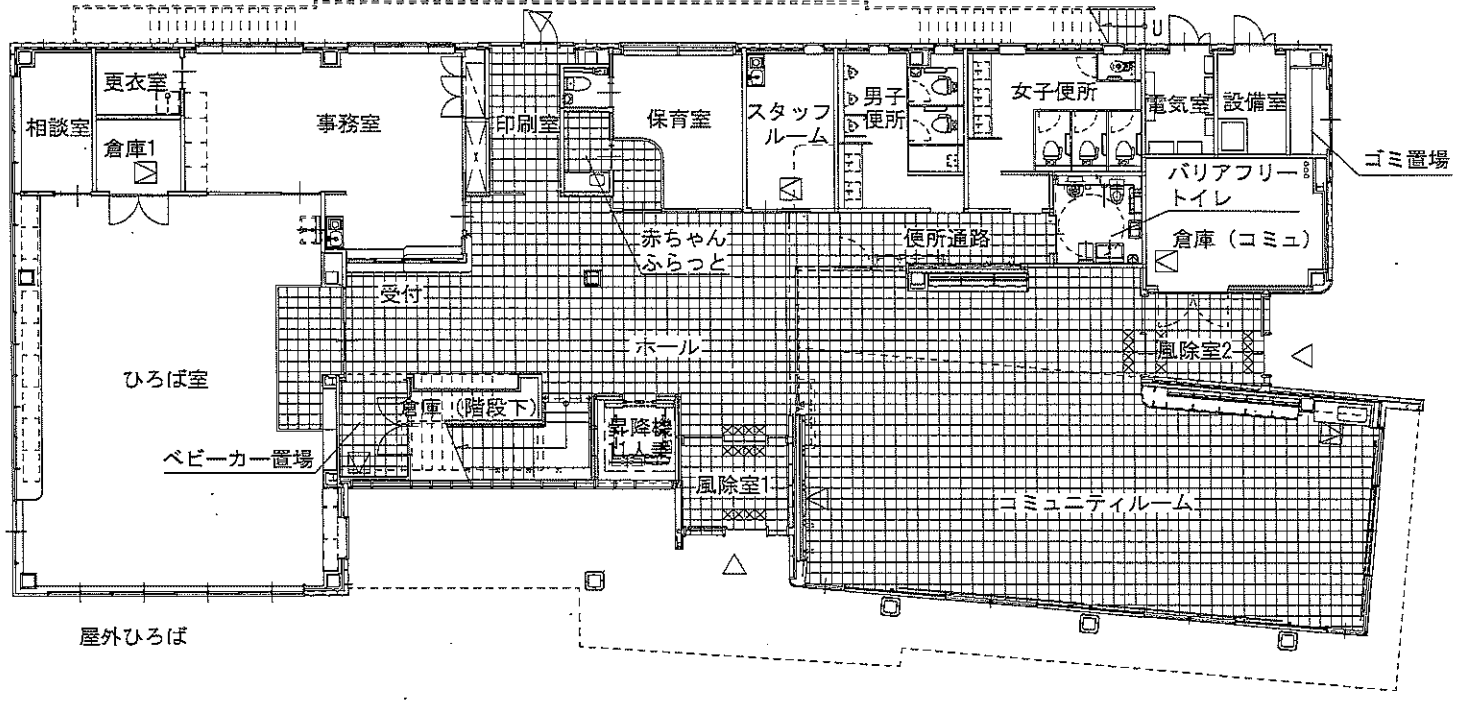 U
更衣室
相談室
倉庫1
事務室
印刷室
保育室
スタッフ
ルーム
男子
便所
女子便所
電気室
設備室
ゴミ置場
バリアフリー
トイレ
倉庫（コミュ）
赤ちゃん
ふらっと
便所通路
受付
ホール
風除室2
ひろば室
倉庫（階段下）
昇降機
ベビーカー置場
風除室1
コミュニティルーム
屋外ひろば